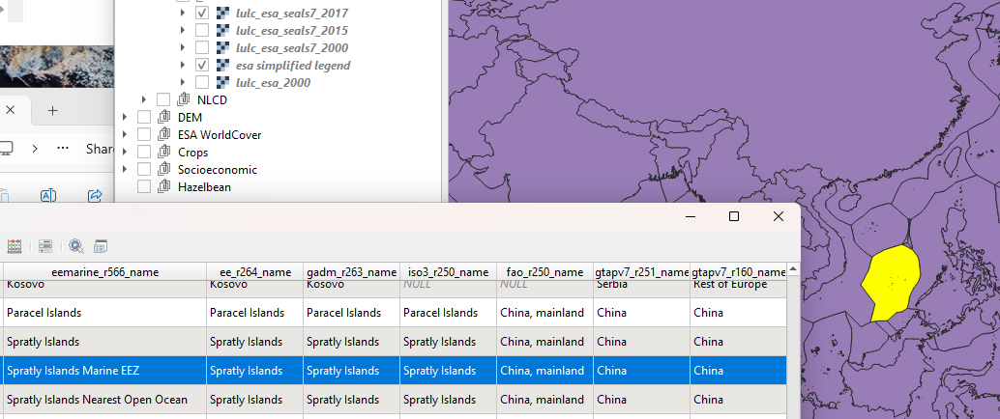 lulc_esa_seals7_2017
lulc_esa_seals7_2015
lulc_esa_seals7_2000
esa simplified legend
lulc_esa_2000
NLCD
DEM
ESA WorldCover
Crops
Socioeconomic
Hazelbean
Share
eemarine_r566_name ee_r264_name gadm_r263_name iso3_r250_name fao_r250_name gtapv7_r251_name gtapv7_r160_name
Kosovo Kosovo Kosovo NULL NULL Serbia Rest of Europe
Paracel Islands Paracel Islands Paracel Islands Paracel Islands China, mainland China China
Spratly Islands Spratly Islands Spratly Islands Spratly Islands China, mainland China China
Spratly Islands Marine EEZ Spratly Islands Spratly Islands Spratly Islands China, mainland China China
Spratly Islands Nearest Open Ocean Spratly Islands Spratly Islands Spratly Islands China, mainland China China